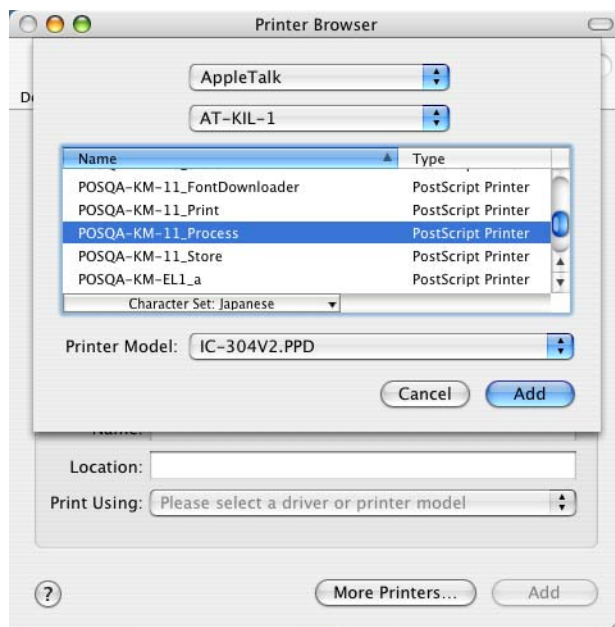 Printer Browser
AppleTalk
AT-KIL-1
Name Type
POSQA-KM-11_FontDownloader PostScript Printer
POSQA-KM-11_Print PostScript Printer
POSQA-KM-11_Process PostScript Printer
POSQA-KM-11_Store PostScript Printer
POSQA-KM-EL1_a PostScript Printer
Character Set: Japanese
Printer Model: IC-304V2.PPD
Cancel Add
Name:
Location:
Print Using: Please select a driver or printer model
? More Printers... Add